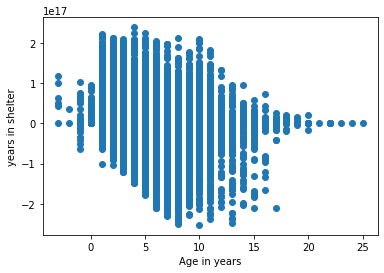 1e17
2
1
0
−1
−2
years in shelter
0 5 10 15 20 25
Age in years